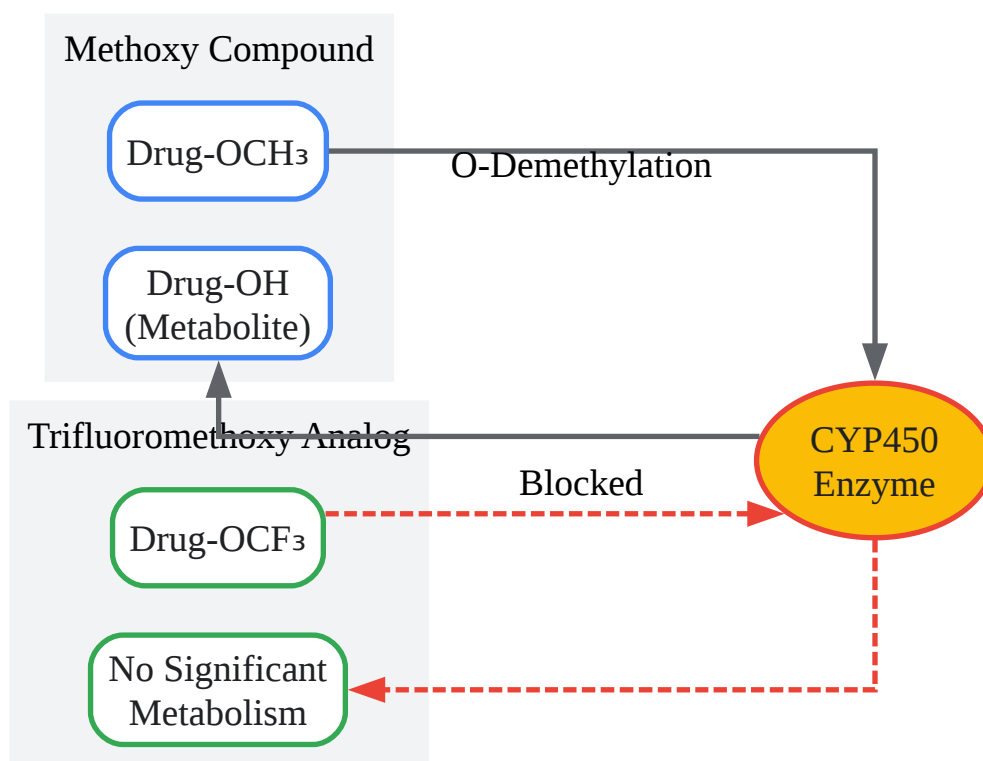 Methoxy Compound
Drug-OCH₃
O-Demethylation
Drug-OH
(Metabolite)
Trifluoromethoxy Analog
CYP450
Enzyme
Blocked
Drug-OCF₃
No Significant
Metabolism